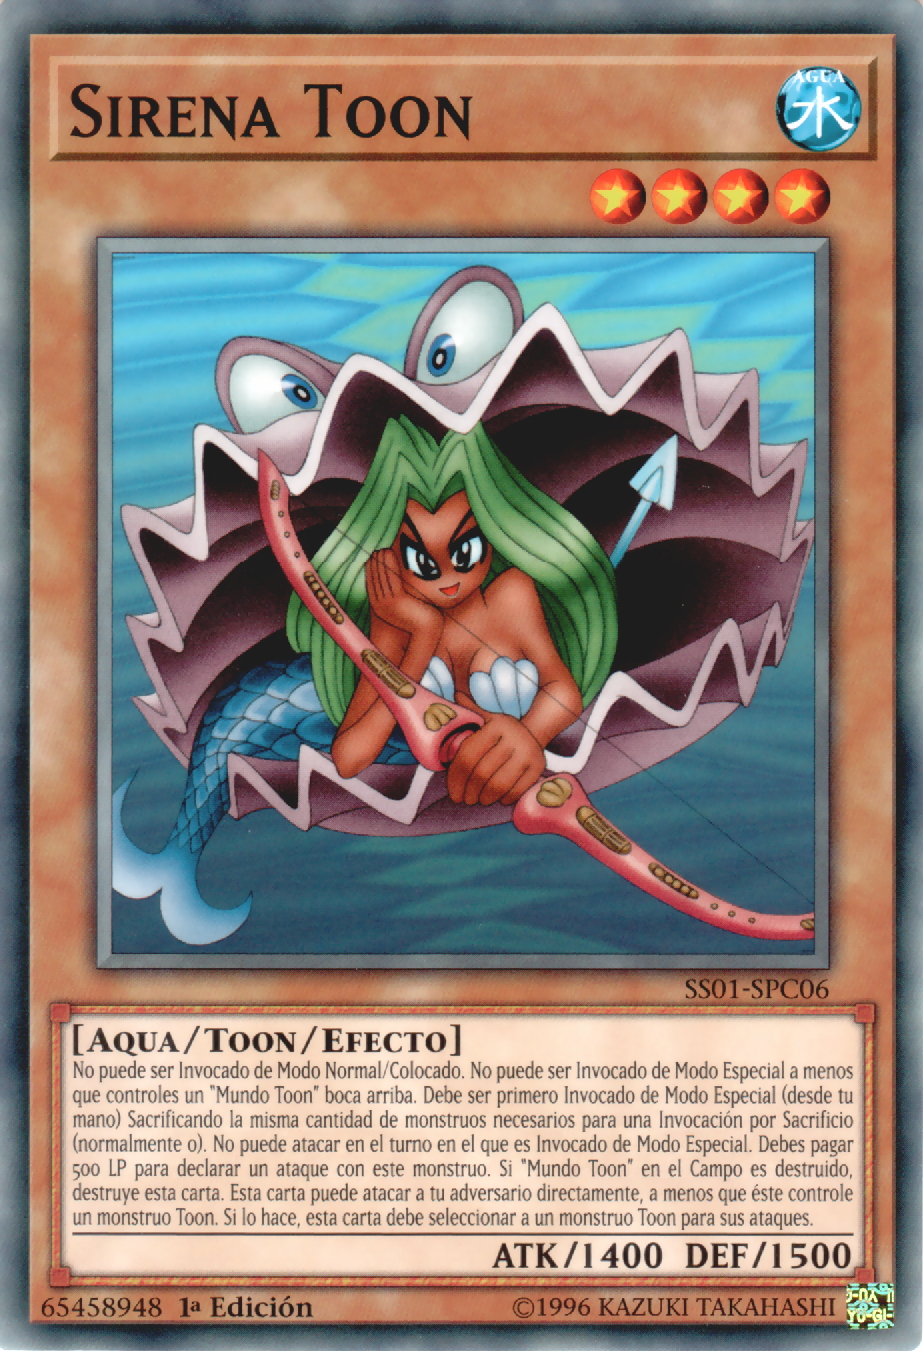 SIRENA TOON
AGUA
水
SS01-SPC06
[AQUA/TOON/EFECTO]
No puede ser Invocado de Modo Normal/Colocado. No puede ser Invocado de Modo Especial a menos
que controles un "Mundo Toon" boca arriba. Debe ser primero Invocado de Modo Especial (desde tu
mano) Sacrificando la misma cantidad de monstruos necesarios para una Invocación por Sacrificio
(normalmente 0). No puede atacar en el turno en el que es Invocado de Modo Especial. Debes pagar
500 LP para declarar un ataque con este monstruo. Si "Mundo Toon" en el Campo es destruido,
destruye esta carta. Esta carta puede atacar a tu adversario directamente, a menos que éste controle
un monstruo Toon. Si lo hace, esta carta debe seleccionar a un monstruo Toon para sus ataques.
ATK/1400 DEF/1500
65458948 1ª Edición ©1996 KAZUKI TAKAHASHI